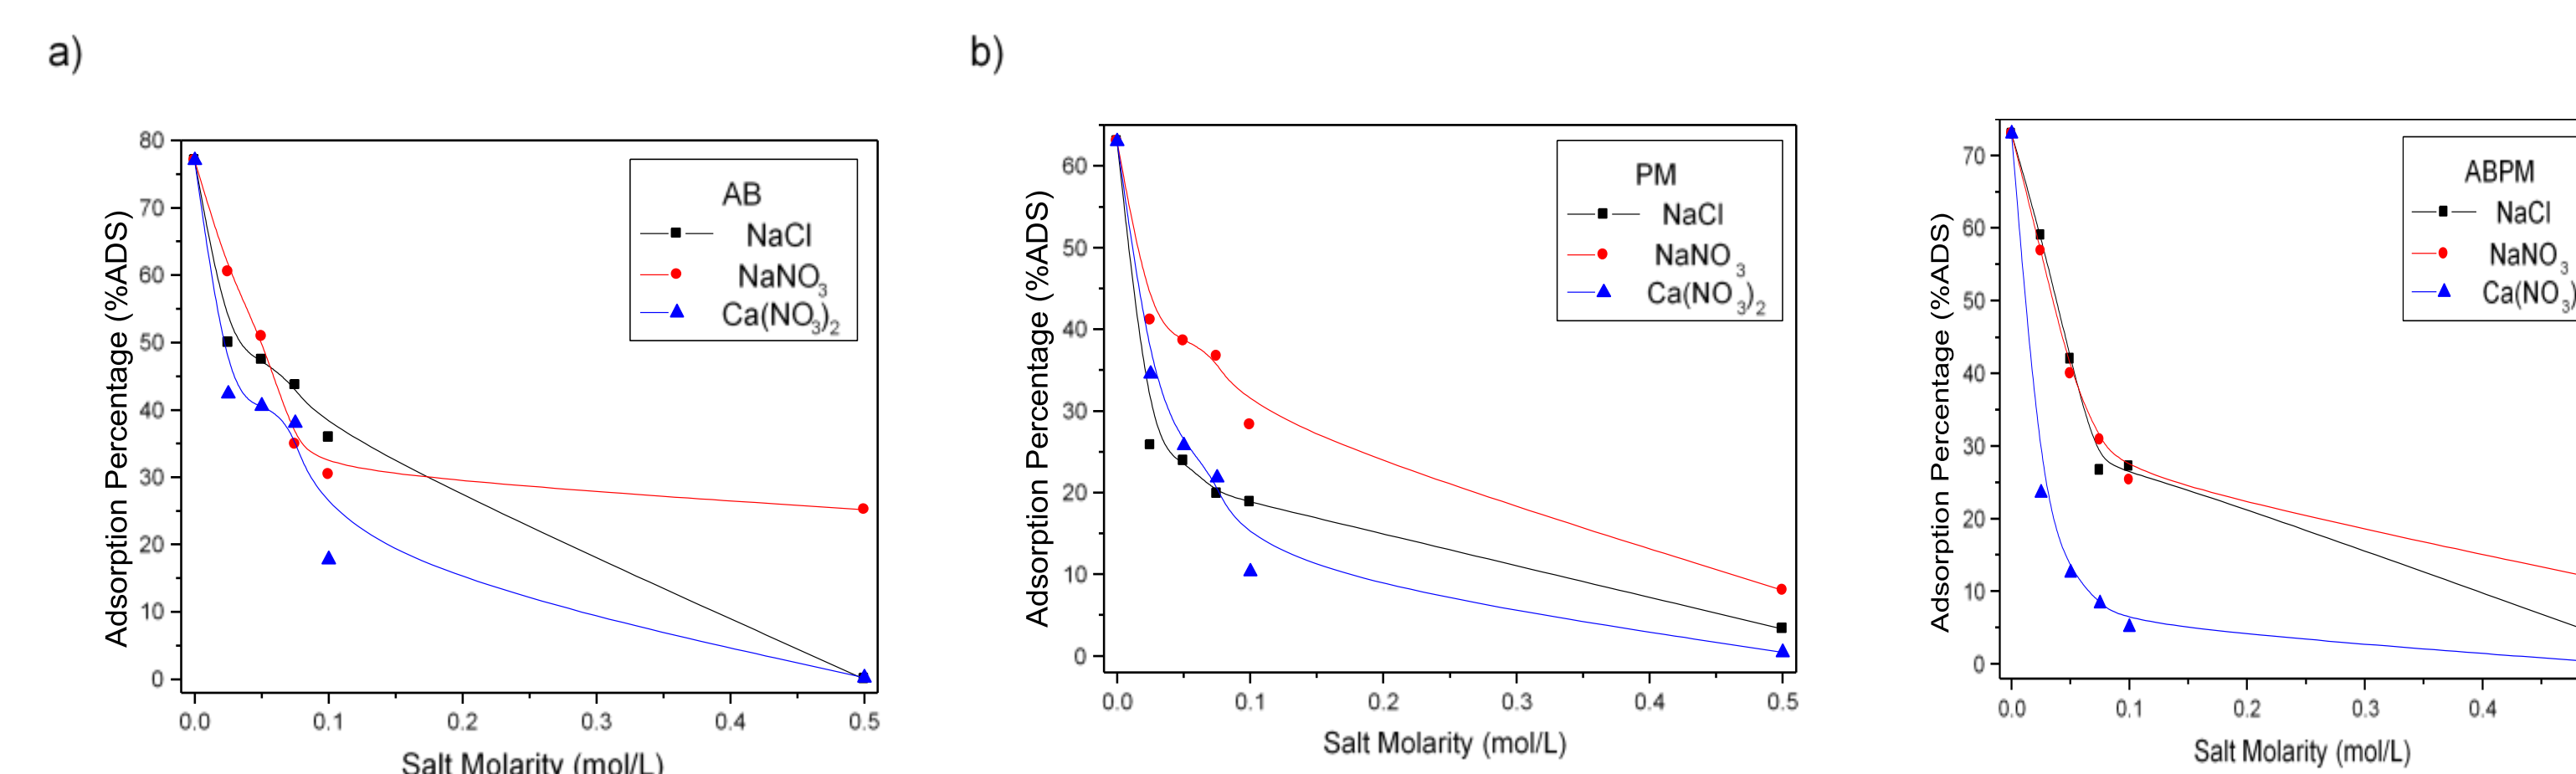 a)
80
70
60
50
40
30
20
10
0
0.0 0.1 0.2 0.3 0.4 0.5
Adsorption Percentage (%ADS)
Salt Molarity (mol/L)
AB
NaCl
NaNO3
Ca(NO3)2
b)
60
50
40
30
20
10
0
0.0 0.1 0.2 0.3 0.4 0.5
Adsorption Percentage (%ADS)
Salt Molarity (mol/L)
PM
NaCl
NaNO3
Ca(NO3)2
70
60
50
40
30
20
10
0
0.0 0.1 0.2 0.3 0.4
Adsorption Percentage (%ADS)
Salt Molarity (mol/L)
ABPM
NaCl
NaNO3
Ca(NO3)